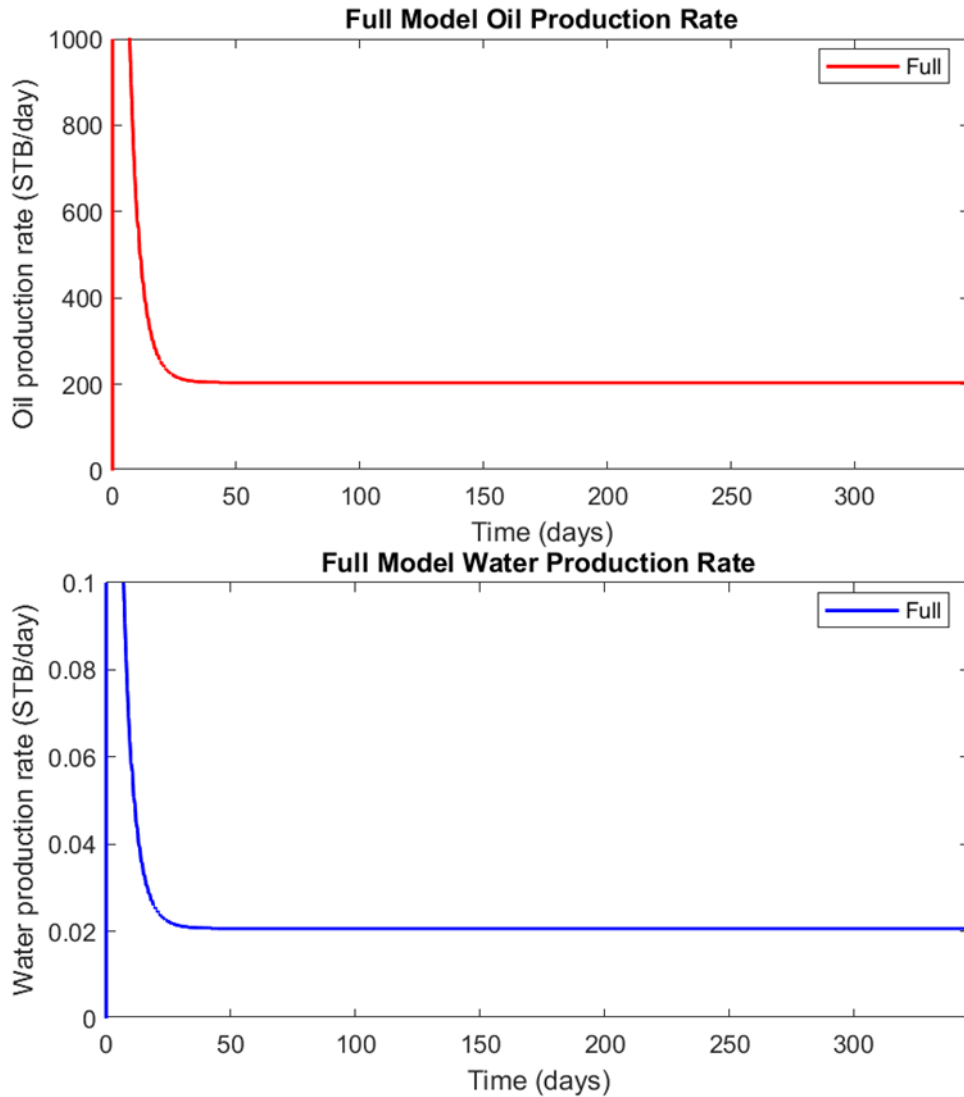 Full Model Oil Production Rate
1000
800
600
400
200
0
Oil production rate (STB/day)
Full
0 50 100 150 200 250 300
Time (days)
Full Model Water Production Rate
0.1
0.08
0.06
0.04
0.02
0
Water production rate (STB/day)
Full
0 50 100 150 200 250 300
Time (days)